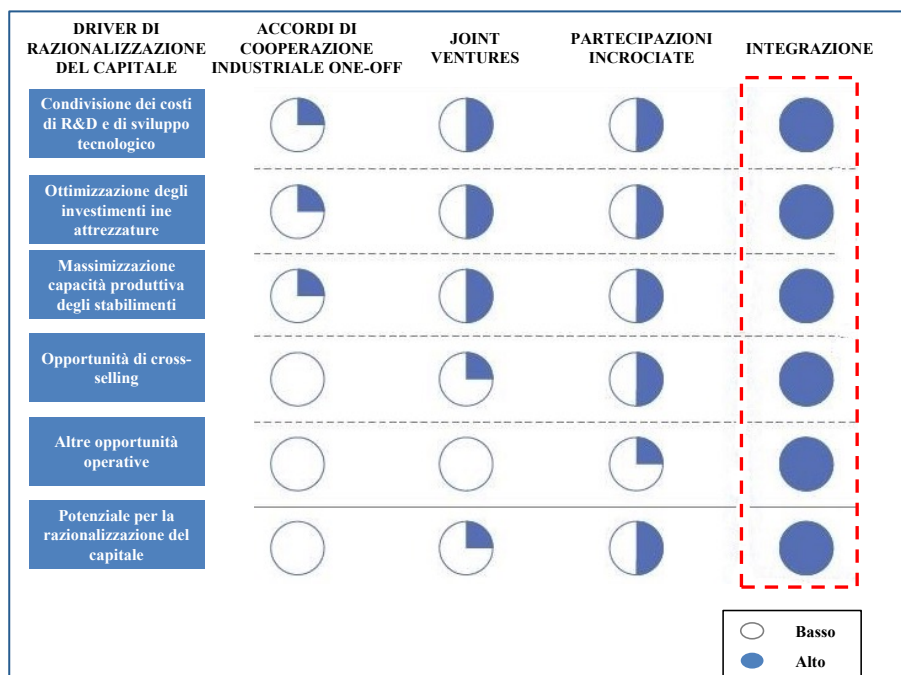 DRIVER DI
RAZIONALIZZAZIONE
DEL CAPITALE
ACCORDI DI
COOPERAZIONE
INDUSTRIALE ONE-OFF
JOINT
VENTURES
PARTECIPAZIONI
INCROCIATE
INTEGRAZIONE
Condivisione dei costi
di R&D e di sviluppo
tecnologico
Ottimizzazione degli
investimenti ine
attrezzature
Massimizzazione
capacità produttiva
degli stabilimenti
Opportunità di cross-
selling
Altre opportunità
operative
Potenziale per la
razionalizzazione del
capitale
Basso
Alto